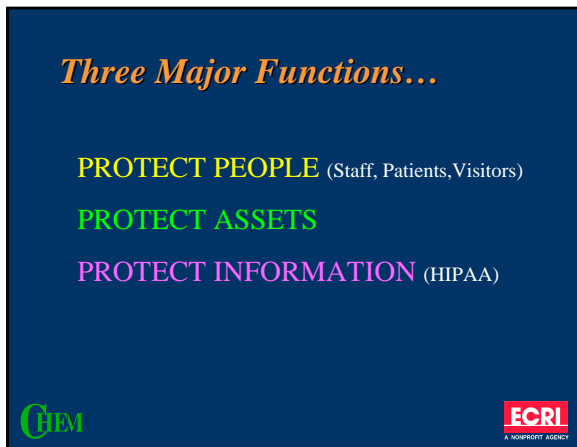 Three Major Functions…
PROTECT PEOPLE (Staff, Patients,Visitors)
PROTECT ASSETS
PROTECT INFORMATION (HIPAA)
CHEM
ECRI
A NONPROFIT AGENCY